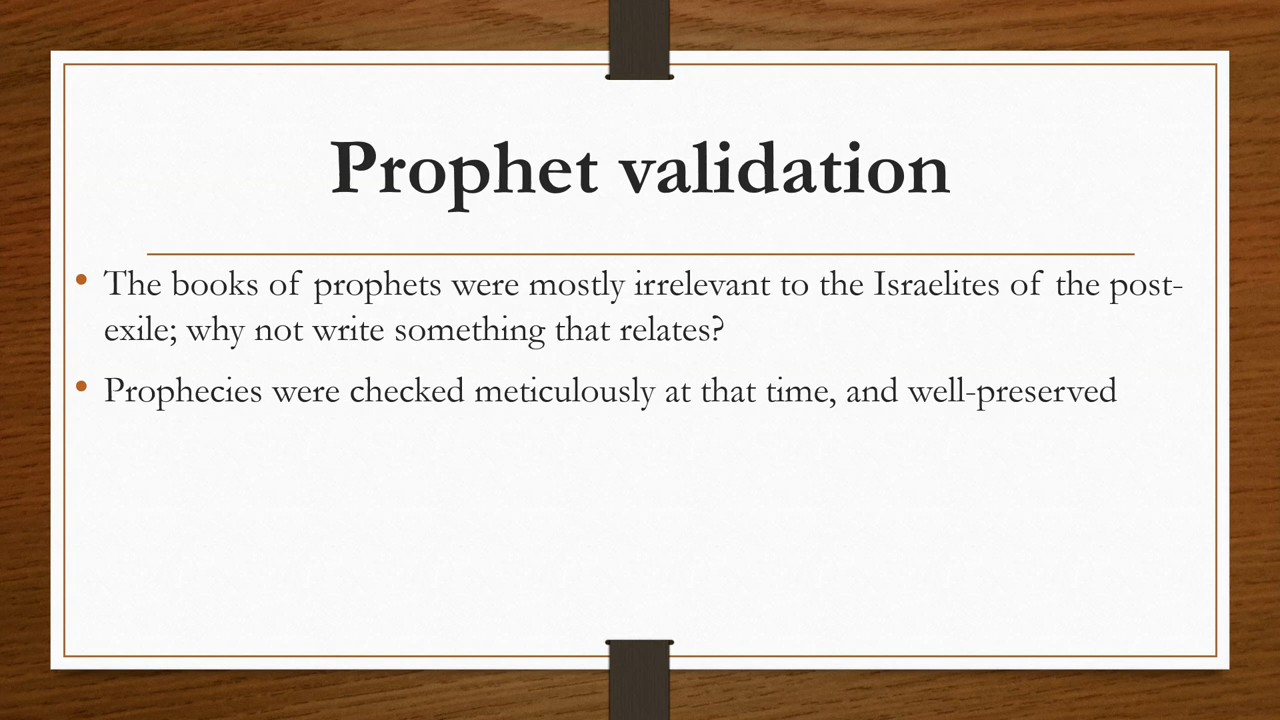 Prophet validation
• The books of prophets were mostly irrelevant to the Israelites of the post-
exile; why not write something that relates?
• Prophecies were checked meticulously at that time, and well-preserved